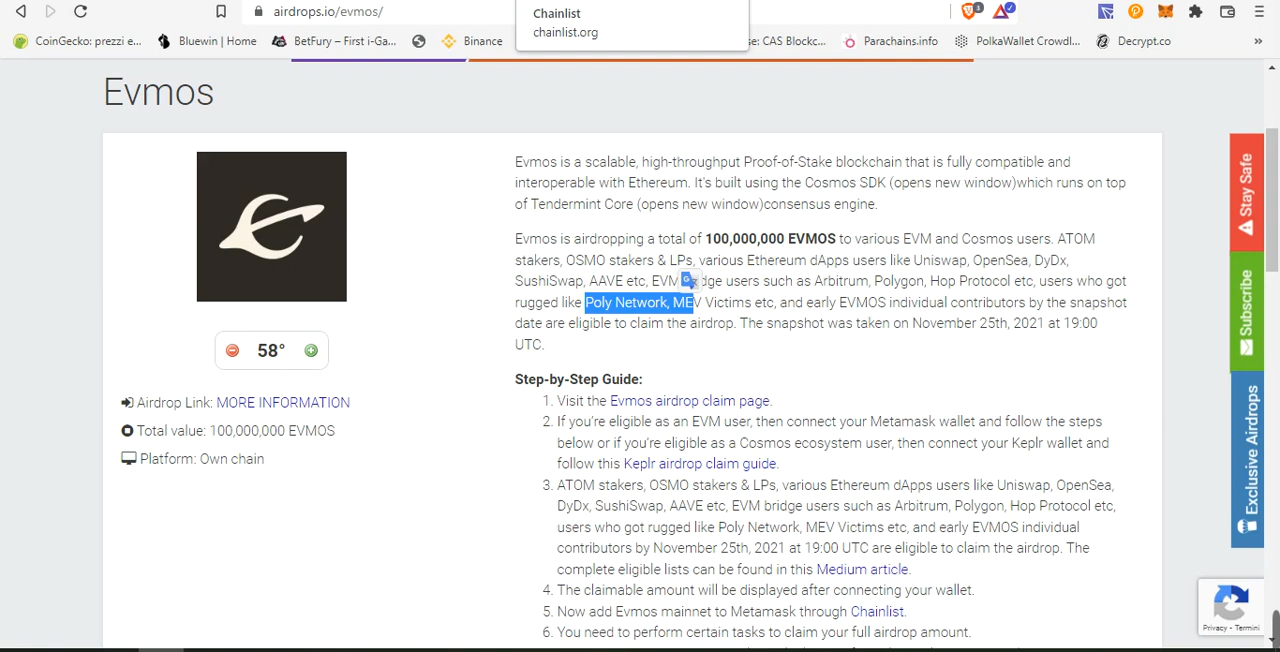 Chainlist
chainlist.org
airdrops.io/evmos/
CoinGecko: prezzi e...
Bluewin | Home
BetFury – First i-Ga...
Binance
se: CAS Blockc...
Parachains.info
PolkaWallet Crowdl...
Decrypt.co
»
Evmos
Evmos is a scalable, high-throughput Proof-of-Stake blockchain that is fully compatible and
interoperable with Ethereum. It's built using the Cosmos SDK (opens new window)which runs on top
of Tendermint Core (opens new window)consensus engine.
Evmos is airdropping a total of 100,000,000 EVMOS to various EVM and Cosmos users. ATOM
stakers, OSMO stakers & LPs, various Ethereum dApps users like Uniswap, OpenSea, DyDx,
SushiSwap, AAVE etc, EVM dge users such as Arbitrum, Polygon, Hop Protocol etc, users who got
rugged like Poly Network, MEV Victims etc, and early EVMOS individual contributors by the snapshot
date are eligible to claim the airdrop. The snapshot was taken on November 25th, 2021 at 19:00
UTC.
58°
Airdrop Link: MORE INFORMATION
Total value: 100,000,000 EVMOS
Platform: Own chain
Step-by-Step Guide:
1. Visit the Evmos airdrop claim page.
2. If you're eligible as an EVM user, then connect your Metamask wallet and follow the steps
below or if you're eligible as a Cosmos ecosystem user, then connect your Keplr wallet and
follow this Keplr airdrop claim guide.
3. ATOM stakers, OSMO stakers & LPs, various Ethereum dApps users like Uniswap, OpenSea,
DyDx, SushiSwap, AAVE etc, EVM bridge users such as Arbitrum, Polygon, Hop Protocol etc,
users who got rugged like Poly Network, MEV Victims etc, and early EVMOS individual
contributors by November 25th, 2021 at 19:00 UTC are eligible to claim the airdrop. The
complete eligible lists can be found in this Medium article.
4. The claimable amount will be displayed after connecting your wallet.
5. Now add Evmos mainnet to Metamask through Chainlist.
6. You need to perform certain tasks to claim your full airdrop amount.
Stay Safe
Subscribe
Exclusive Airdrops
Privacy - Termini